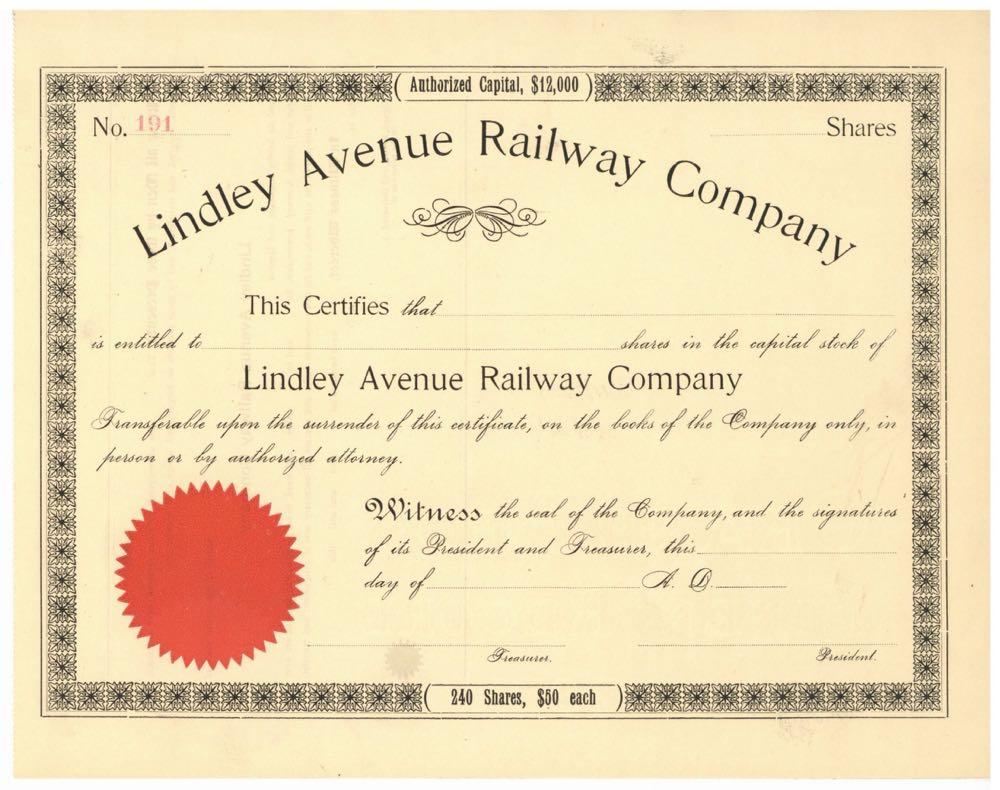 Authorized Capital, $12,000
No. 191 Shares
Lindley Avenue Railway Company
This Certifies that
is entitled to shares in the capital stock of
Lindley Avenue Railway Company
Transferable upon the surrender of this certificate, on the books of the Company only, in
person or by authorized attorney.
Witness the seal of the Company, and the signatures
of its President and Treasurer, this
day of A. D.
Treasurer. President.
240 Shares, $50 each